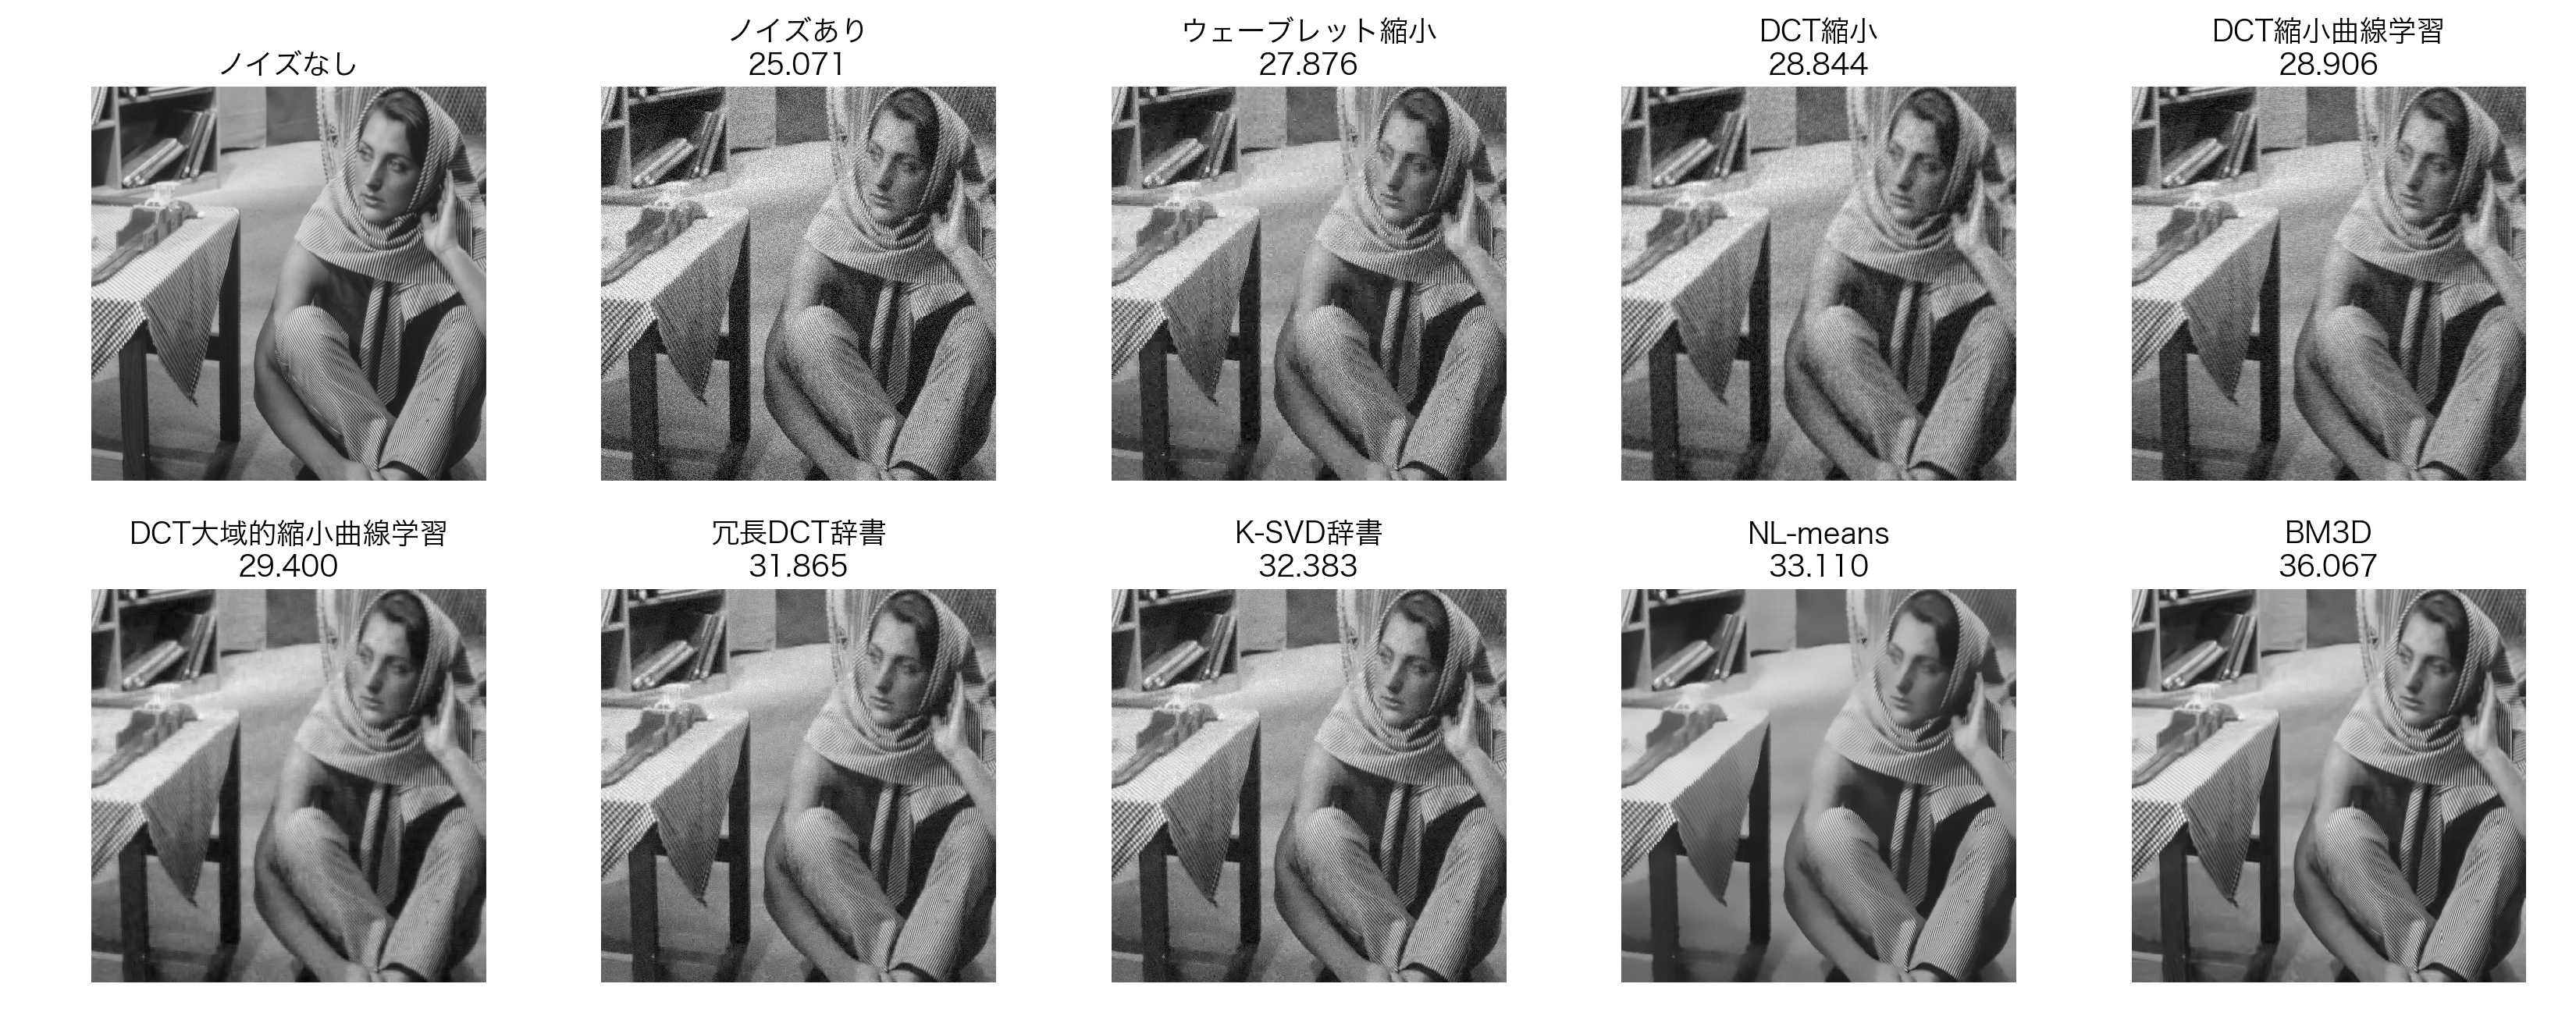 ノイズなし
ノイズあり
25.071
ウェーブレット縮小
27.876
DCT縮小
28.844
DCT縮小曲線学習
28.906
DCT大域的縮小曲線学習
29.400
冗長DCT辞書
31.865
K-SVD辞書
32.383
NL-means
33.110
BM3D
36.067